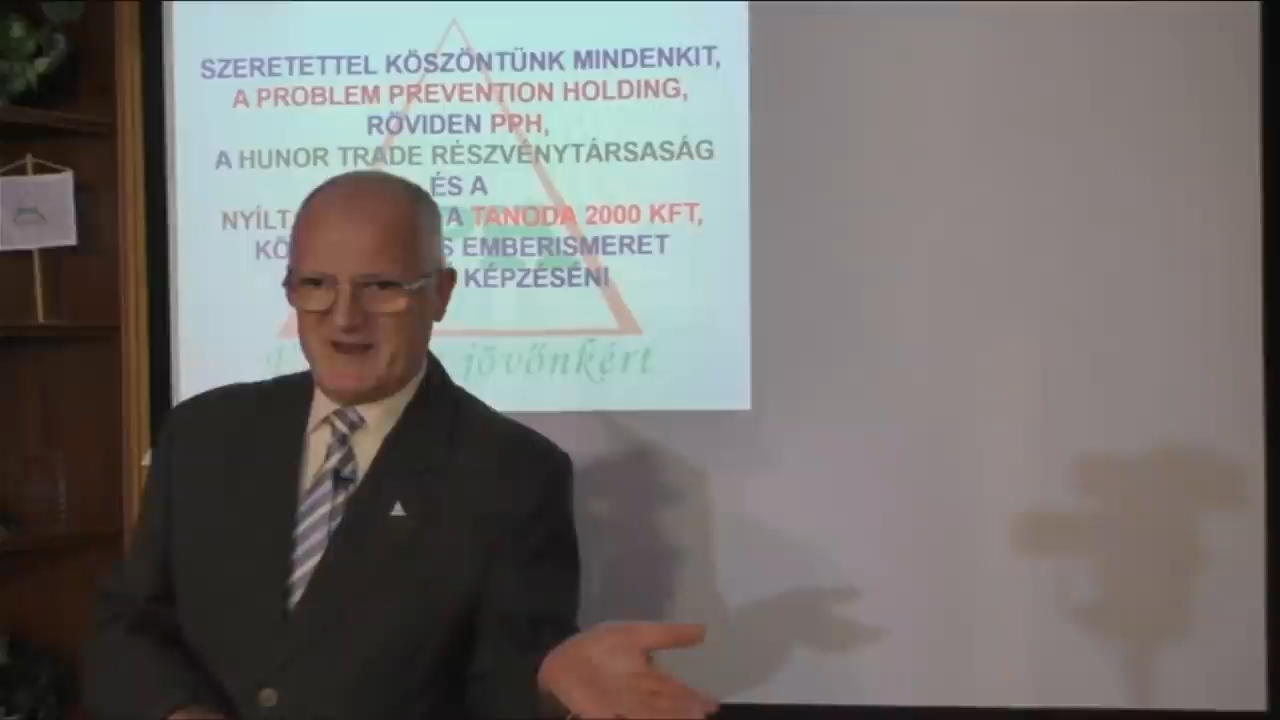 SZERETETTEL KÖSZÖNTÜNK MINDENKIT,
A PROBLEM PREVENTION HOLDING,
RÖVIDEN PPH,
A HUNOR TRADE RÉSZVÉNYTÁRSASÁG
ÉS A
NYÍLT A TANODA 2000 KFT,
EMBERISMERET
KÉPZÉSÉN!
jövőnkért